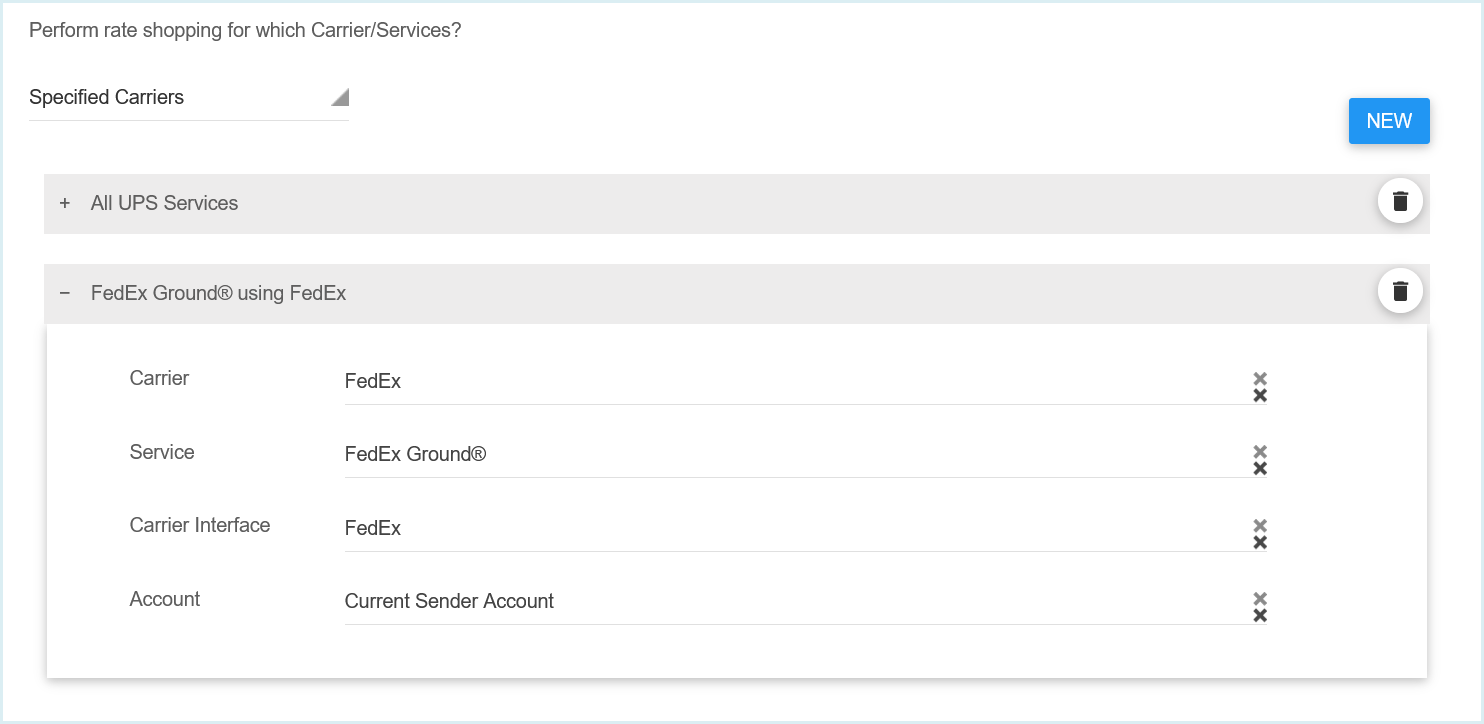 Perform rate shopping for which Carrier/Services?
Specified Carriers
NEW
+ All UPS Services
− FedEx Ground® using FedEx
Carrier FedEx
Service FedEx Ground®
Carrier Interface FedEx
Account Current Sender Account